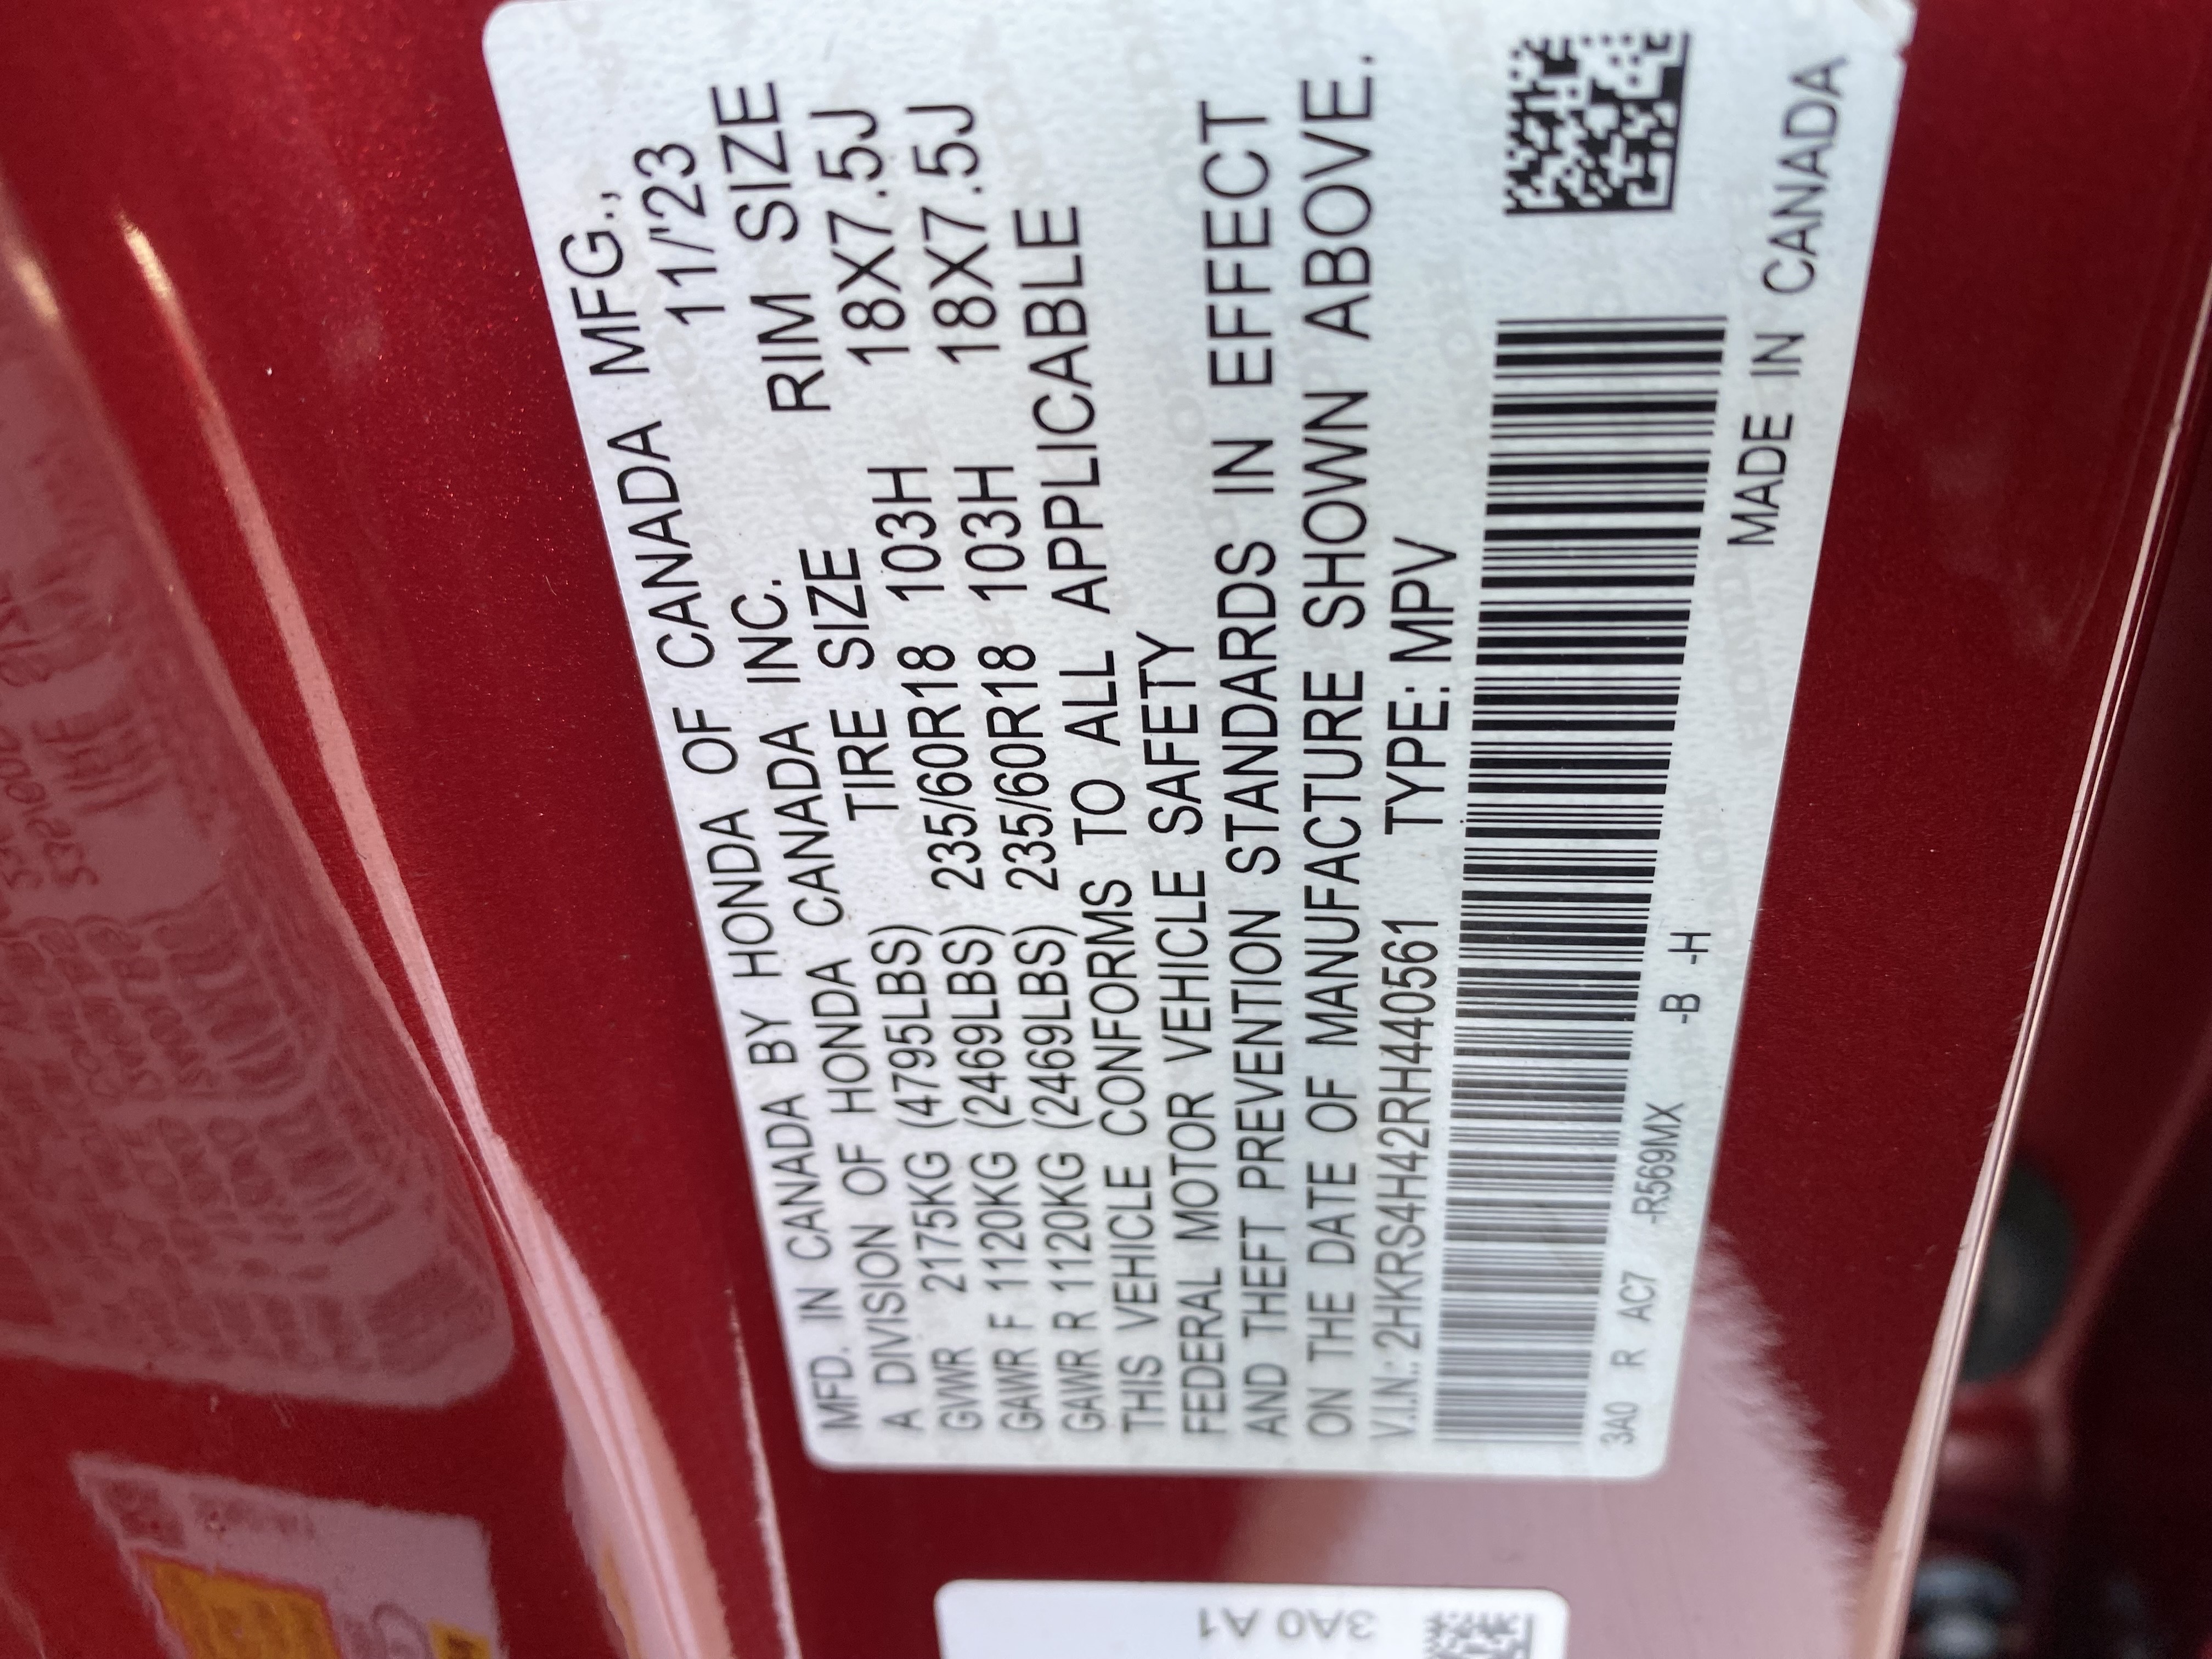 MFD. IN CANADA BY HONDA OF CANADA MFG.,
A DIVISION OF HONDA CANADA INC. 11/'23
GVWR 2175KG (4795LBS) TIRE SIZE RIM SIZE
GAWR F 1120KG (2469LBS) 235/60R18 103H 18X7.5J
GAWR R 1120KG (2469LBS) 235/60R18 103H 18X7.5J
THIS VEHICLE CONFORMS TO ALL APPLICABLE
FEDERAL MOTOR VEHICLE SAFETY
AND THEFT PREVENTION STANDARDS IN EFFECT
ON THE DATE OF MANUFACTURE SHOWN ABOVE.
V.I.N.: 2HKRS4H42RH440561 TYPE: MPV
3A0 R AC7 -R569MX -B -H MADE IN CANADA
3A0 A1